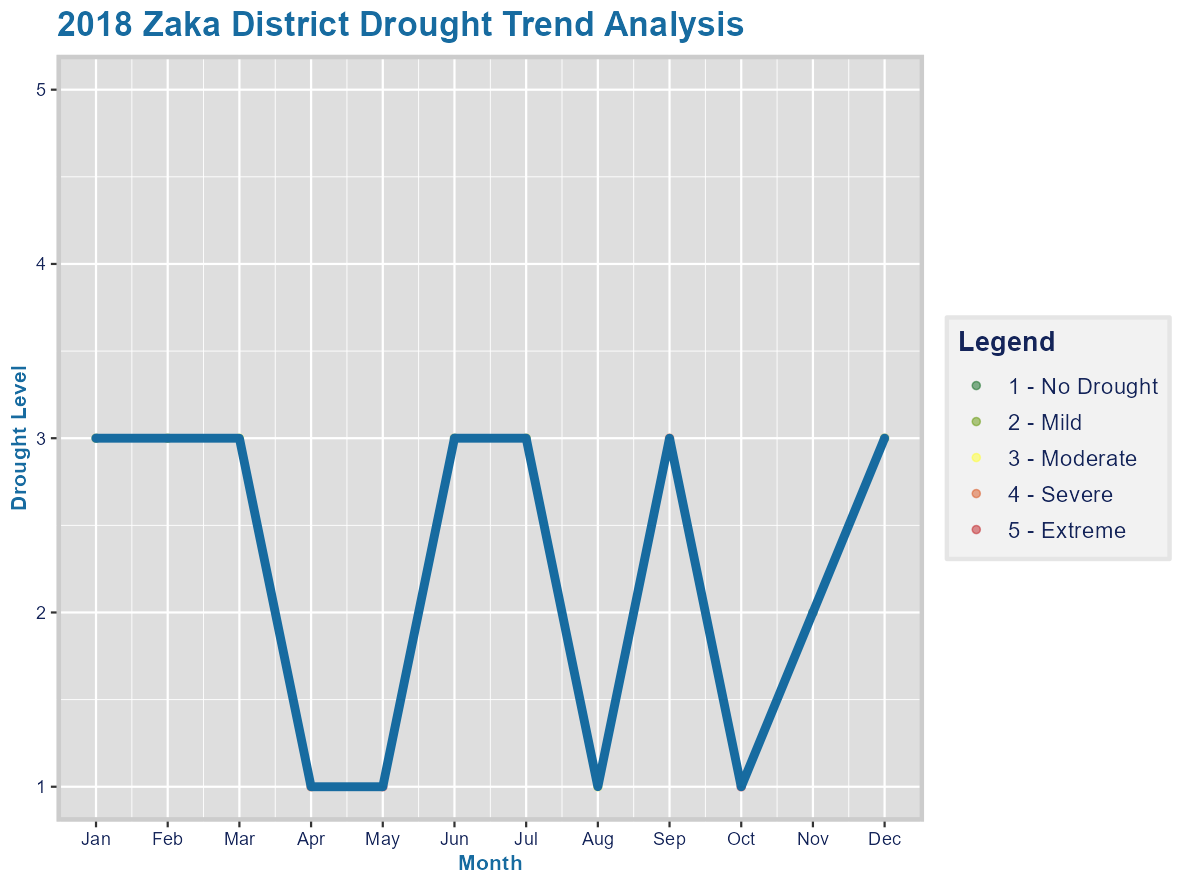 2018 Zaka District Drought Trend Analysis
5
4
3
2
1
Drought Level
Jan Feb Mar Apr May Jun Jul Aug Sep Oct Nov Dec
Month
Legend
1 - No Drought
2 - Mild
3 - Moderate
4 - Severe
5 - Extreme